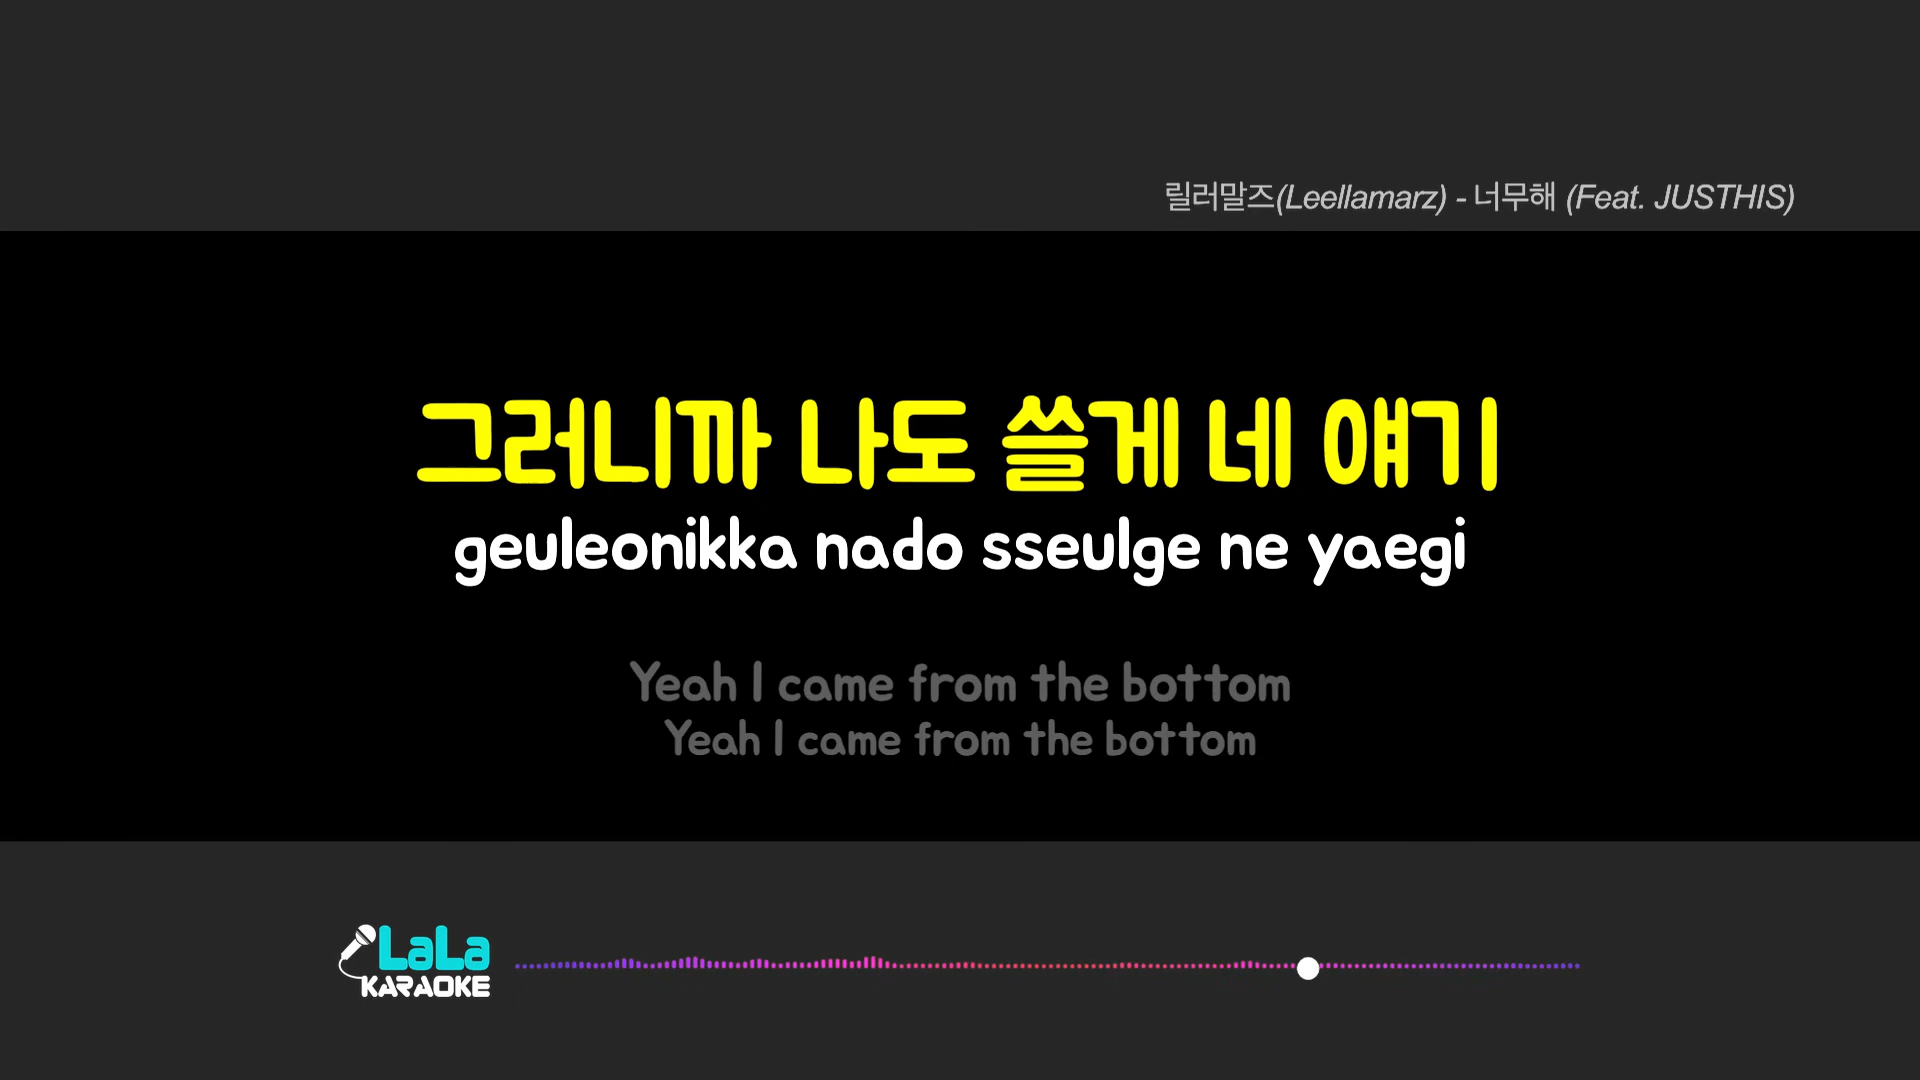 릴러말즈(Leellamarz) - 너무해 (Feat. JUSTHIS)
그러니까 나도 쓸게 네 얘기
geuleonikka nado sseulge ne yaegi
Yeah I came from the bottom
Yeah I came from the bottom
LaLa
KARAOKE